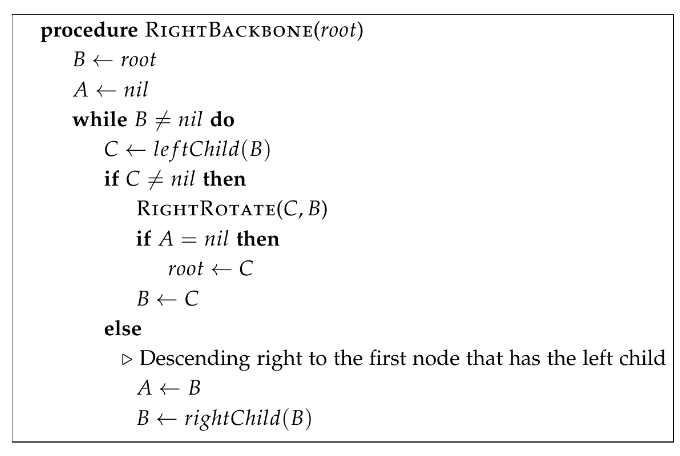 procedure RIGHTBACKBONE(root)
B ← root
A ← nil
while B ≠ nil do
C ← leftChild(B)
if C ≠ nil then
RIGHTROTATE(C, B)
if A = nil then
root ← C
B ← C
else
▷ Descending right to the first node that has the left child
A ← B
B ← rightChild(B)